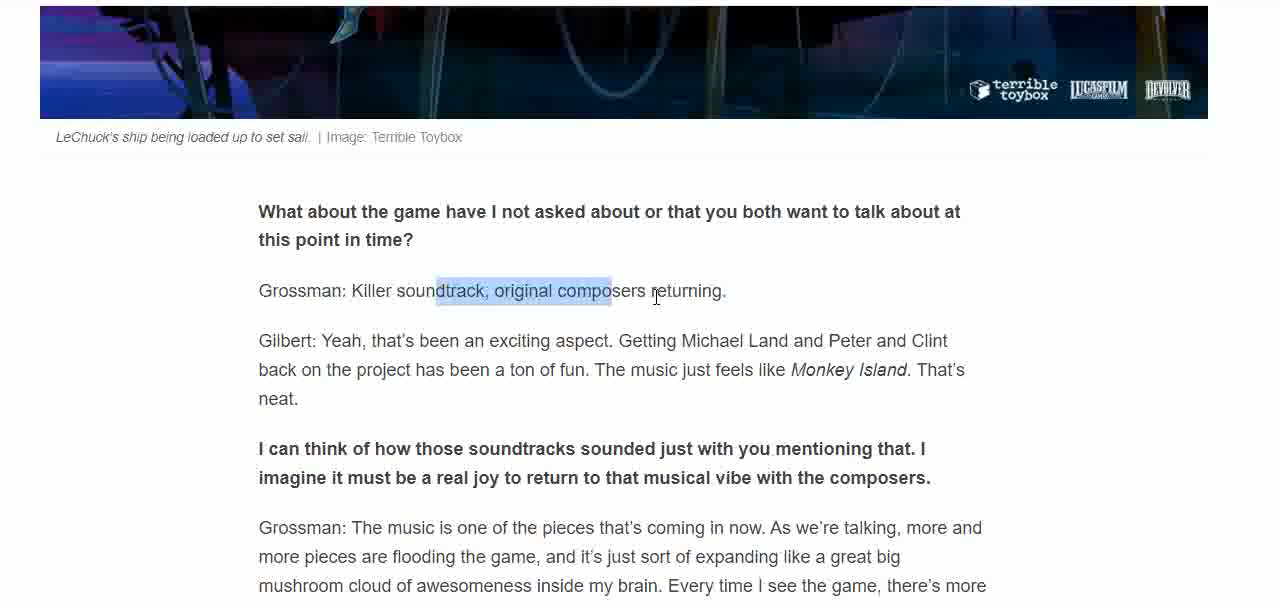 terrible
toybox
LUCASFILM
GAMES
DEVOLVER
LeChuck's ship being loaded up to set sail. | Image: Terrible Toybox
What about the game have I not asked about or that you both want to talk about at
this point in time?
Grossman: Killer soundtrack, original composers returning.
Gilbert: Yeah, that's been an exciting aspect. Getting Michael Land and Peter and Clint
back on the project has been a ton of fun. The music just feels like Monkey Island. That's
neat.
I can think of how those soundtracks sounded just with you mentioning that. I
imagine it must be a real joy to return to that musical vibe with the composers.
Grossman: The music is one of the pieces that's coming in now. As we're talking, more and
more pieces are flooding the game, and it's just sort of expanding like a great big
mushroom cloud of awesomeness inside my brain. Every time I see the game, there's more